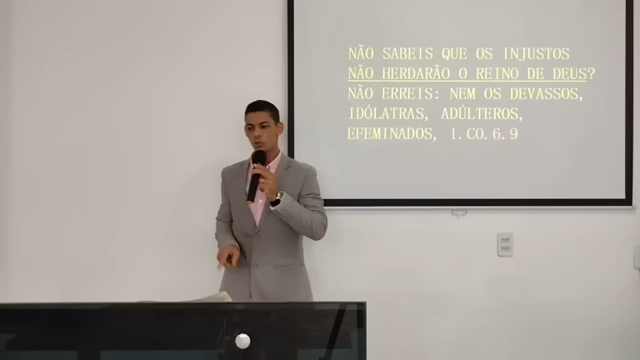 NÃO SABEIS QUE OS INJUSTOS
NÃO HERDARÃO O REINO DE DEUS?
NÃO ERREIS: NEM OS DEVASSOS,
IDÓLATRAS, ADÚLTEROS,
EFEMINADOS, 1.CO.6.9